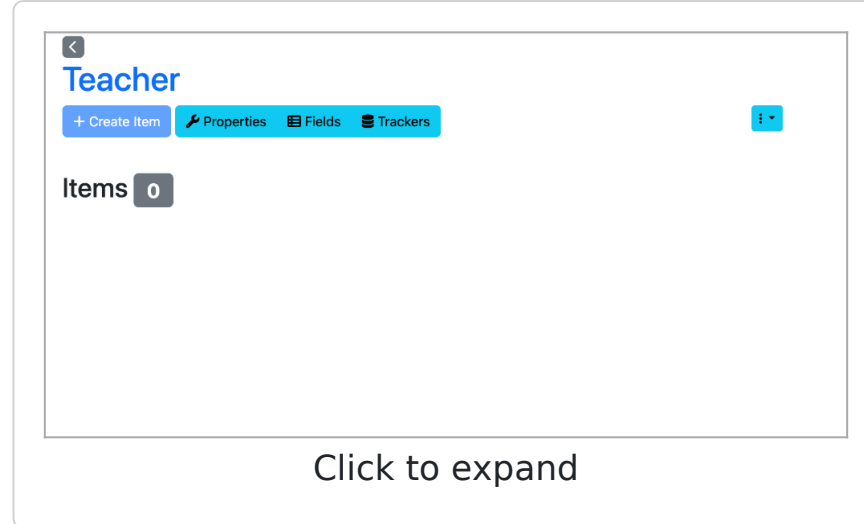 Teacher
+ Create Item Properties Fields Trackers
Items 0
Click to expand